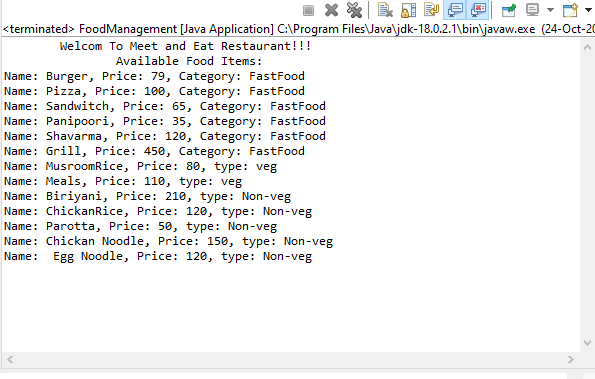 <terminated> FoodManagement [Java Application] C:\Program Files\Java\jdk-18.0.2.1\bin\javaw.exe (24-Oct-20
Welcom To Meet and Eat Restaurant!!!
Available Food Items:
Name: Burger, Price: 79, Category: FastFood
Name: Pizza, Price: 100, Category: FastFood
Name: Sandwitch, Price: 65, Category: FastFood
Name: Panipoori, Price: 35, Category: FastFood
Name: Shavarma, Price: 120, Category: FastFood
Name: Grill, Price: 450, Category: FastFood
Name: MusroomRice, Price: 80, type: veg
Name: Meals, Price: 110, type: veg
Name: Biriyani, Price: 210, type: Non-veg
Name: ChickanRice, Price: 120, type: Non-veg
Name: Parotta, Price: 50, type: Non-veg
Name: Chickan Noodle, Price: 150, type: Non-veg
Name:  Egg Noodle, Price: 120, type: Non-veg